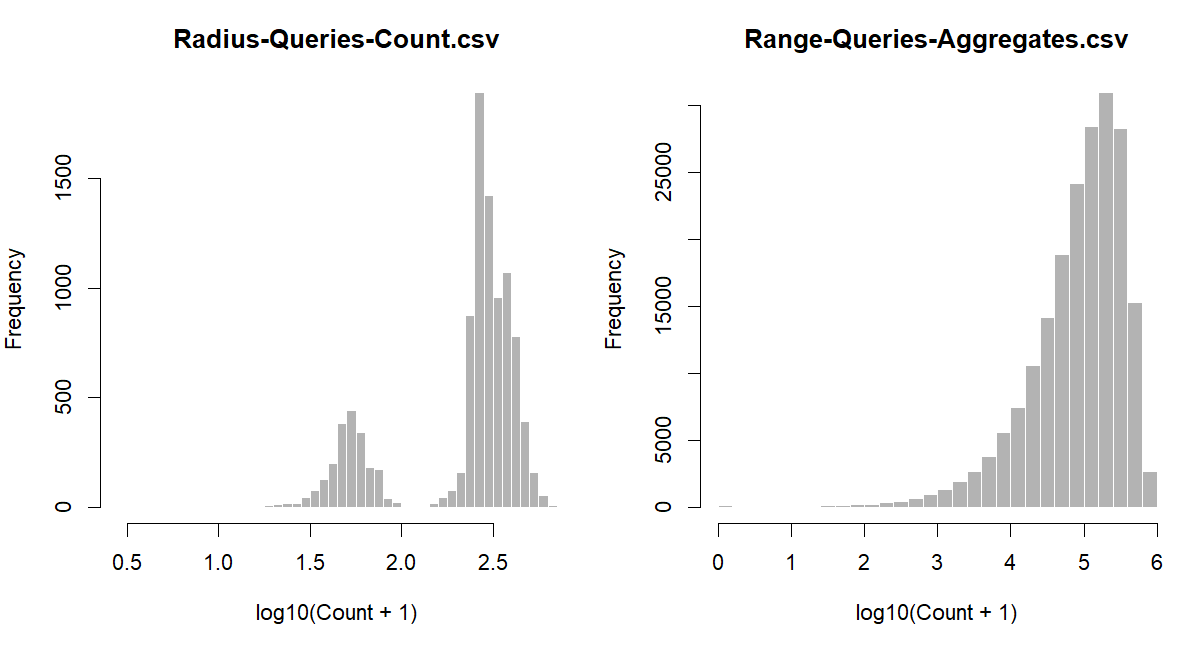 Radius-Queries-Count.csv
Frequency
0
500
1000
1500
0.5 1.0 1.5 2.0 2.5
log10(Count + 1)
Range-Queries-Aggregates.csv
Frequency
0
5000
15000
25000
0 1 2 3 4 5 6
log10(Count + 1)